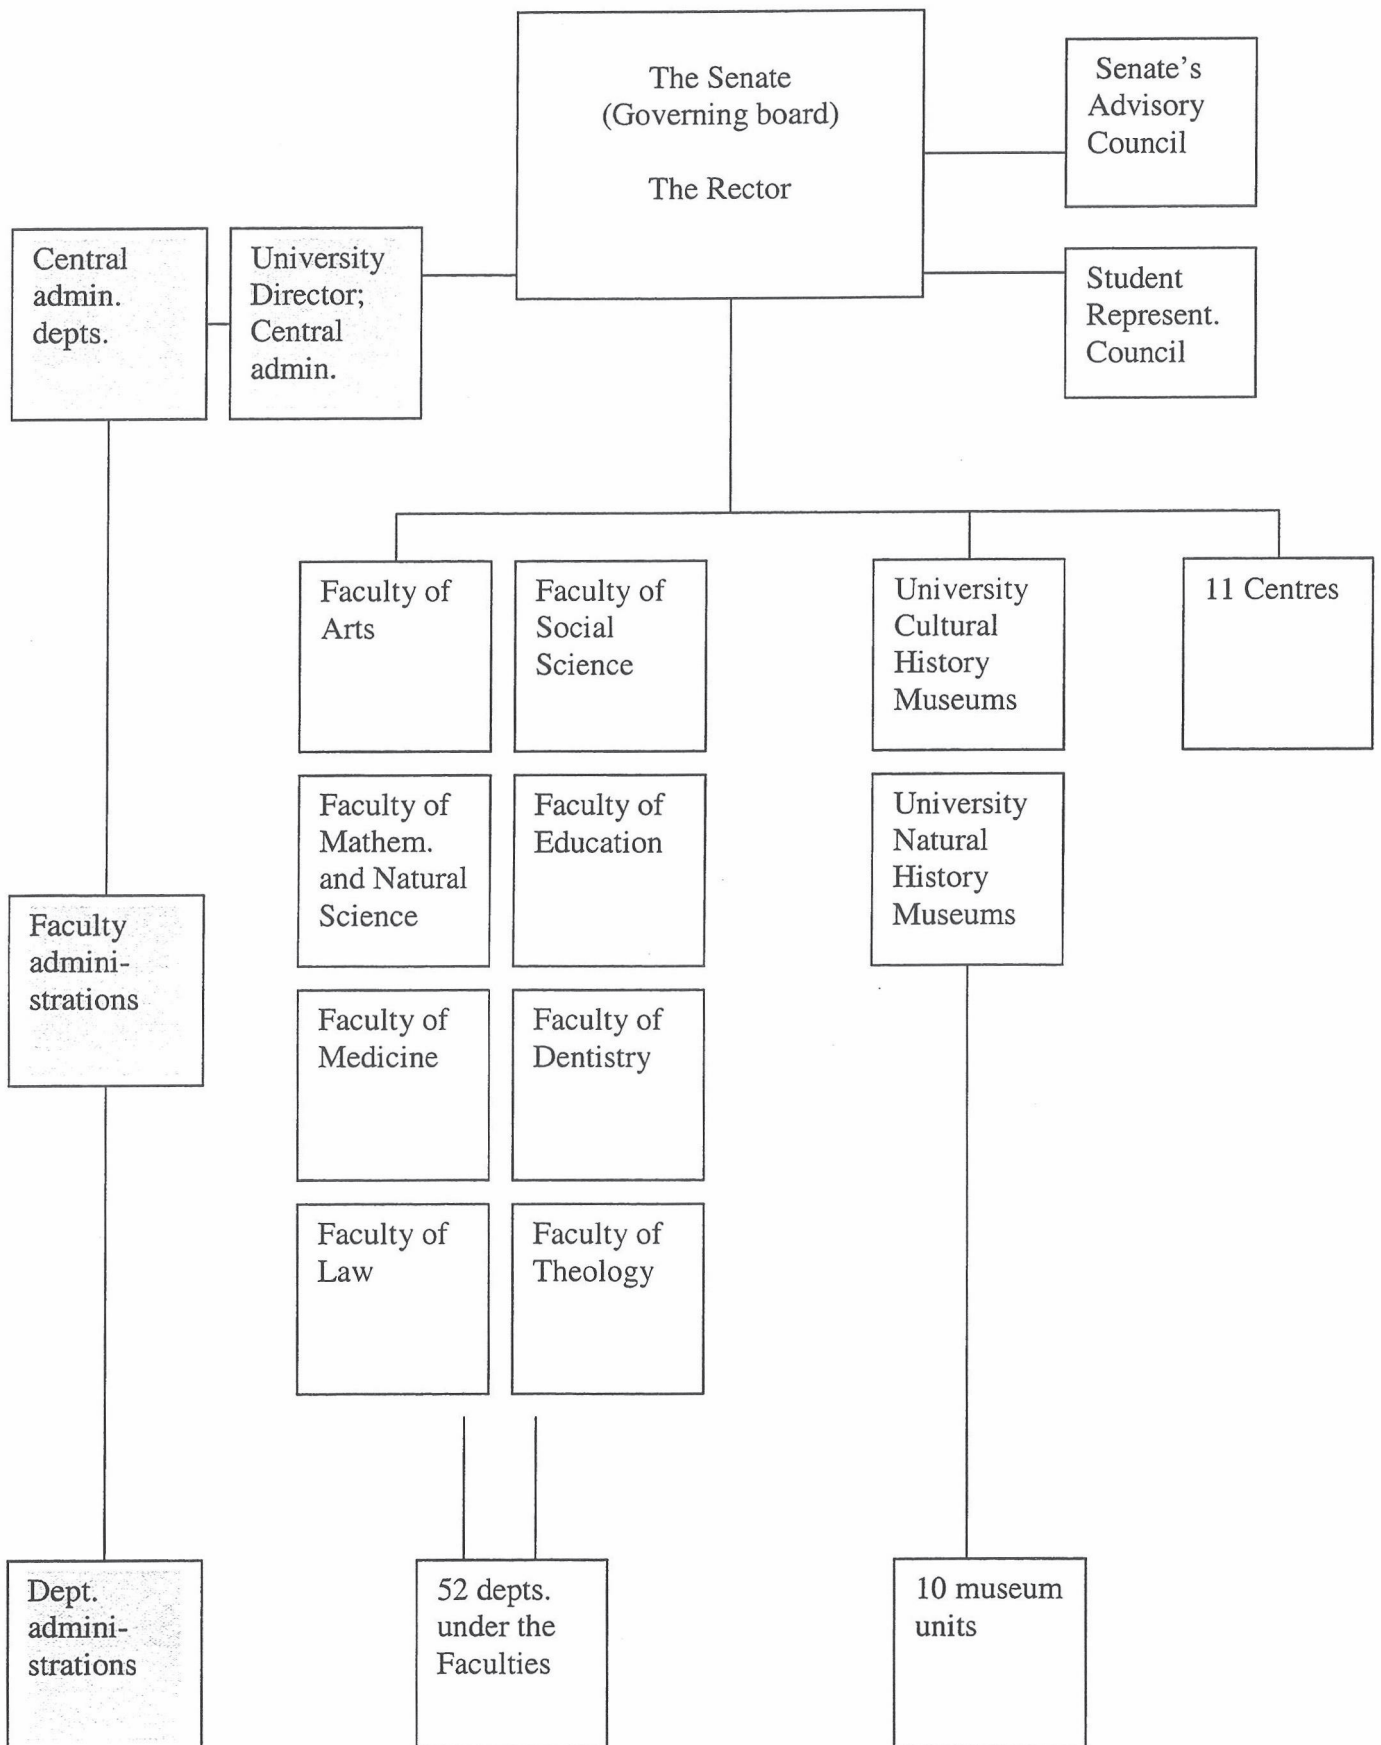 The Senate
(Governing board)
The Rector
Senate's
Advisory
Council
Central
admin.
depts.
University
Director;
Central
admin.
Student
Represent.
Council
Faculty of
Arts
Faculty of
Social
Science
University
Cultural
History
Museums
11 Centres
Faculty of
Mathem.
and Natural
Science
Faculty of
Education
University
Natural
History
Museums
Faculty
admini-
strations
Faculty of
Medicine
Faculty of
Dentistry
Faculty of
Law
Faculty of
Theology
Dept.
admini-
strations
52 depts.
under the
Faculties
10 museum
units